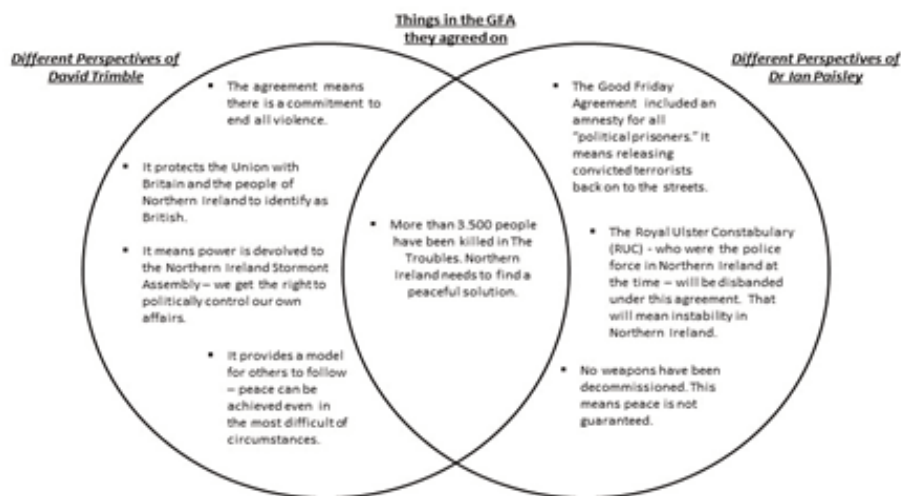 Things in the GFA
they agreed on
Different Perspectives of
David Trimble
Different Perspectives of
Dr Ian Paisley
▪ The agreement means
there is a commitment to
end all violence.
▪ It protects the Union with
Britain and the people of
Northern Ireland to identify as
British.
▪ It means power is devolved to
the Northern Ireland Stormont
Assembly – we get the right to
politically control our own
affairs.
▪ It provides a model
for others to follow
– peace can be
achieved even in
the most difficult of
circumstances.
▪ More than 3.500 people
have been killed in The
Troubles. Northern
Ireland needs to find a
peaceful solution.
▪ The Good Friday
Agreement included an
amnesty for all
"political prisoners." It
means releasing
convicted terrorists
back on to the streets.
▪ The Royal Ulster Constabulary
(RUC) - who were the police
force in Northern Ireland at
the time – will be disbanded
under this agreement. That
will mean instability in
Northern Ireland.
▪ No weapons have been
decommissioned. This
means peace is not
guaranteed.